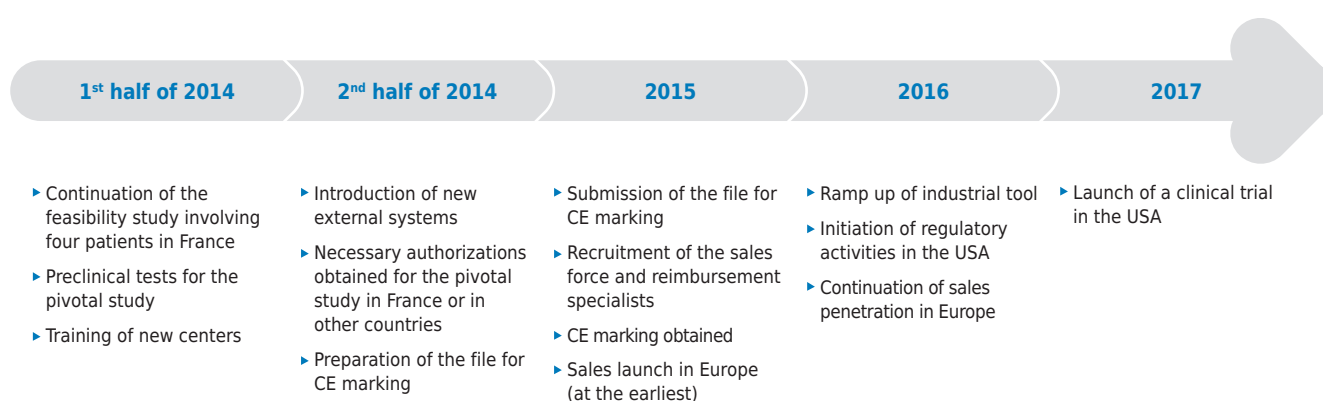 1st half of 2014
2nd half of 2014
2015
2016
2017
Continuation of the
feasibility study involving
four patients in France
Preclinical tests for the
pivotal study
Training of new centers
Introduction of new
external systems
Necessary authorizations
obtained for the pivotal
study in France or in
other countries
Preparation of the file for
CE marking
Submission of the file for
CE marking
Recruitment of the sales
force and reimbursement
specialists
CE marking obtained
Sales launch in Europe
(at the earliest)
Ramp up of industrial tool
Initiation of regulatory
activities in the USA
Continuation of sales
penetration in Europe
Launch of a clinical trial
in the USA